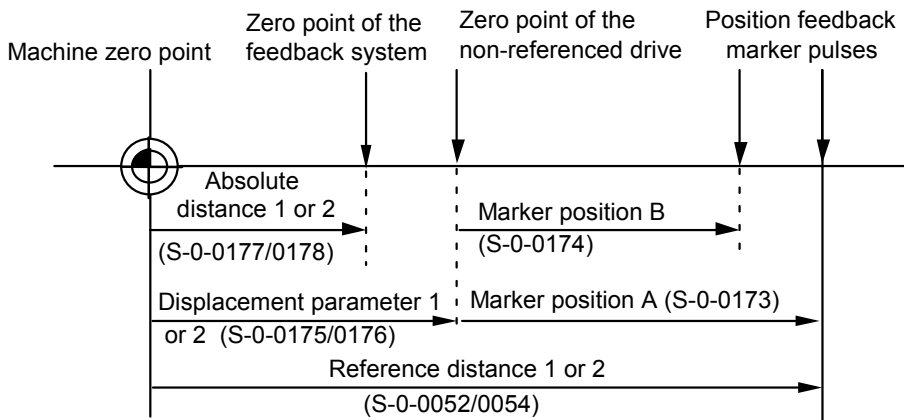 Machine zero point
Zero point of the
feedback system
Zero point of the
non-referenced drive
Position feedback
marker pulses
Absolute
distance 1 or 2
(S-0-0177/0178)
Marker position B
(S-0-0174)
Displacement parameter 1
or 2 (S-0-0175/0176)
Marker position A (S-0-0173)
Reference distance 1 or 2
(S-0-0052/0054)